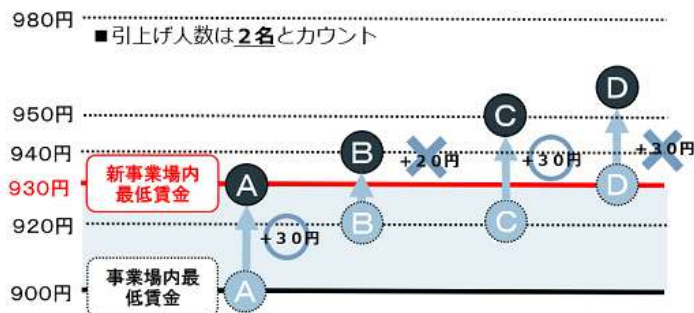 980円
■引上げ人数は2名とカウント
950円
940円
930円
920円
900円
新事業場内
最低賃金
事業場内最
低賃金
A
+30円
A
B
+20円
B
C
+30円
C
D
+30円
D